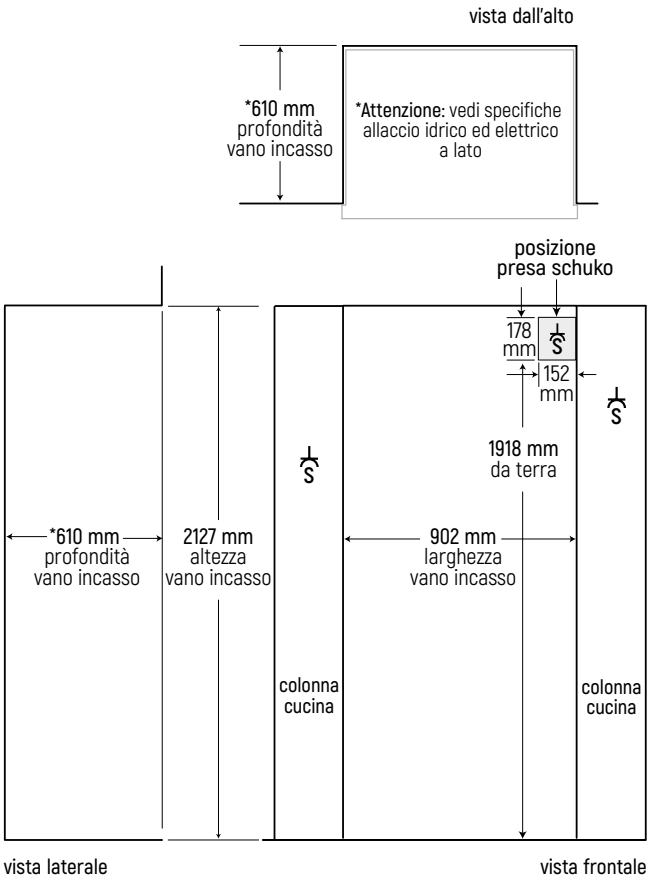 vista dall'alto
*610 mm
profondità
vano incasso
*Attenzione: vedi specifiche
allaccio idrico ed elettrico
a lato
posizione
presa schuko
178
mm
S
152
mm
S
S
1918 mm
da terra
*610 mm
profondità
vano incasso
2127 mm
altezza
vano incasso
902 mm
larghezza
vano incasso
colonna
cucina
colonna
cucina
vista laterale
vista frontale